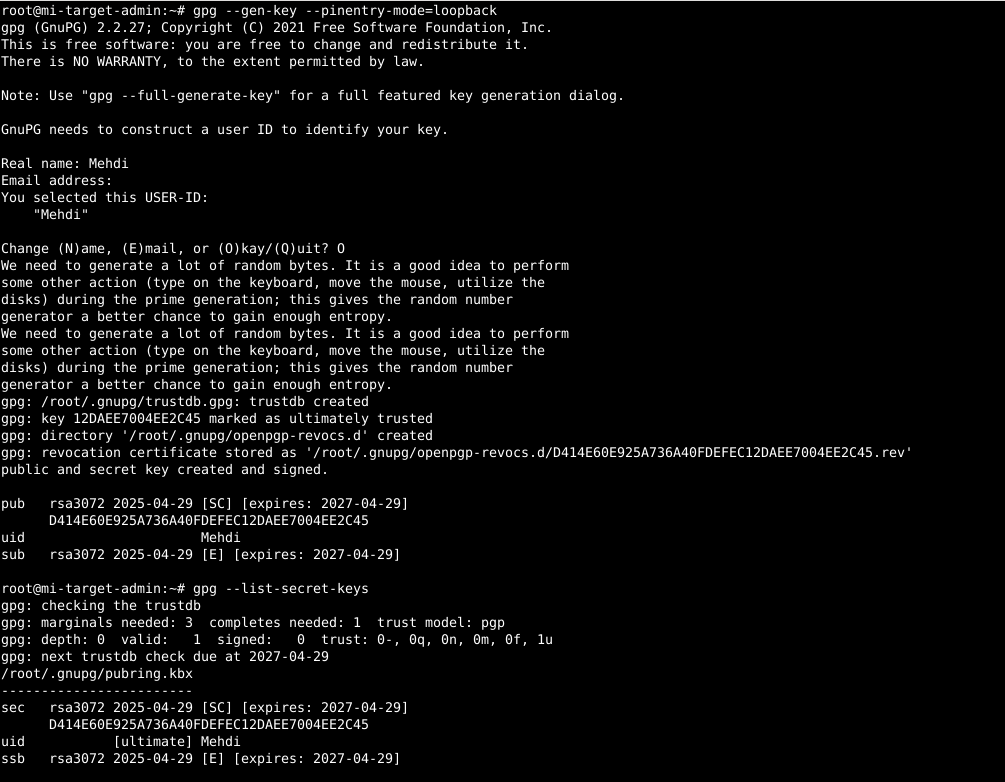 root@mi-target-admin:~# gpg --gen-key --pinentry-mode=loopback
gpg (GnuPG) 2.2.27; Copyright (C) 2021 Free Software Foundation, Inc.
This is free software: you are free to change and redistribute it.
There is NO WARRANTY, to the extent permitted by law.

Note: Use "gpg --full-generate-key" for a full featured key generation dialog.

GnuPG needs to construct a user ID to identify your key.

Real name: Mehdi
Email address:
You selected this USER-ID:
    "Mehdi"

Change (N)ame, (E)mail, or (O)kay/(Q)uit? O
We need to generate a lot of random bytes. It is a good idea to perform
some other action (type on the keyboard, move the mouse, utilize the
disks) during the prime generation; this gives the random number
generator a better chance to gain enough entropy.
We need to generate a lot of random bytes. It is a good idea to perform
some other action (type on the keyboard, move the mouse, utilize the
disks) during the prime generation; this gives the random number
generator a better chance to gain enough entropy.
gpg: /root/.gnupg/trustdb.gpg: trustdb created
gpg: key 12DAEE7004EE2C45 marked as ultimately trusted
gpg: directory '/root/.gnupg/openpgp-revocs.d' created
gpg: revocation certificate stored as '/root/.gnupg/openpgp-revocs.d/D414E60E925A736A40FDEFEC12DAEE7004EE2C45.rev'
public and secret key created and signed.

pub   rsa3072 2025-04-29 [SC] [expires: 2027-04-29]
      D414E60E925A736A40FDEFEC12DAEE7004EE2C45
uid                      Mehdi
sub   rsa3072 2025-04-29 [E] [expires: 2027-04-29]

root@mi-target-admin:~# gpg --list-secret-keys
gpg: checking the trustdb
gpg: marginals needed: 3  completes needed: 1  trust model: pgp
gpg: depth: 0  valid:   1  signed:   0  trust: 0-, 0q, 0n, 0m, 0f, 1u
gpg: next trustdb check due at 2027-04-29
/root/.gnupg/pubring.kbx
------------------------
sec   rsa3072 2025-04-29 [SC] [expires: 2027-04-29]
      D414E60E925A736A40FDEFEC12DAEE7004EE2C45
uid           [ultimate] Mehdi
ssb   rsa3072 2025-04-29 [E] [expires: 2027-04-29]